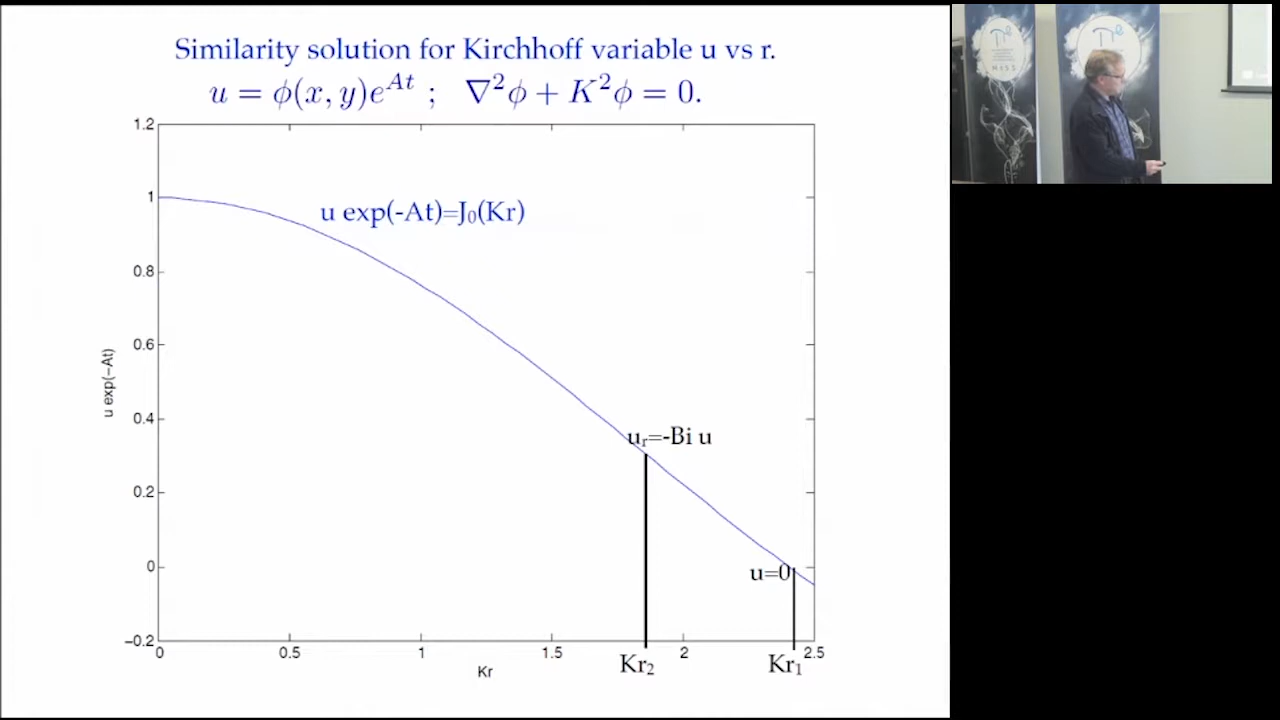 Similarity solution for Kirchhoff variable u vs r.
u = ϕ(x, y)e^{At} ; ∇²ϕ + K²ϕ = 0.
1.2
1
0.8
0.6
0.4
0.2
0
−0.2
u exp(−At)
u exp(-At)=J₀(Kr)
uᵣ=-Bi u
u=0
0
0.5
1
1.5
2
2.5
Kr
Kr₂
Kr₁